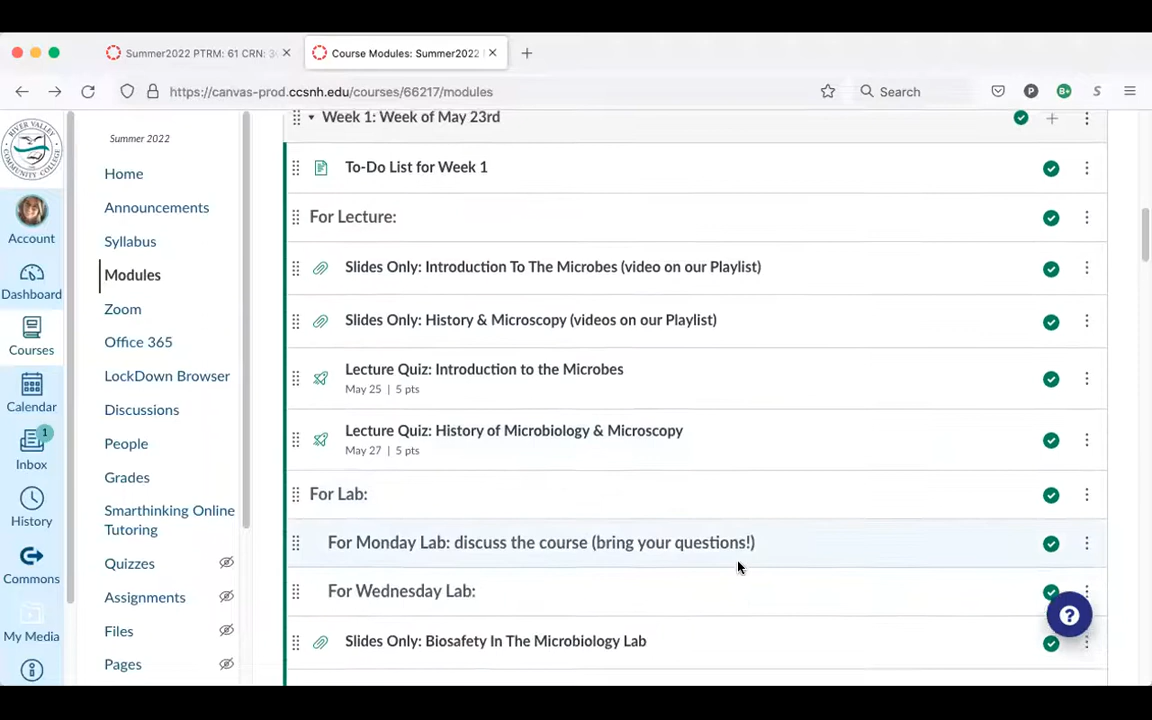 Summer2022 PTRM: 61 CRN: 3
Course Modules: Summer2022
https://canvas-prod.ccsnh.edu/courses/66217/modules
Search
P
B+
S
RIVER VALLEY
COMMUNITY COLLEGE
Account
Dashboard
Courses
Calendar
1
Inbox
History
Commons
My Media
Summer 2022
Home
Announcements
Syllabus
Modules
Zoom
Office 365
LockDown Browser
Discussions
People
Grades
Smarthinking Online
Tutoring
Quizzes
Assignments
Files
Pages
Week 1: Week of May 23rd
To-Do List for Week 1
For Lecture:
Slides Only: Introduction To The Microbes (video on our Playlist)
Slides Only: History & Microscopy (videos on our Playlist)
Lecture Quiz: Introduction to the Microbes
May 25 | 5 pts
Lecture Quiz: History of Microbiology & Microscopy
May 27 | 5 pts
For Lab:
For Monday Lab: discuss the course (bring your questions!)
For Wednesday Lab:
Slides Only: Biosafety In The Microbiology Lab
?